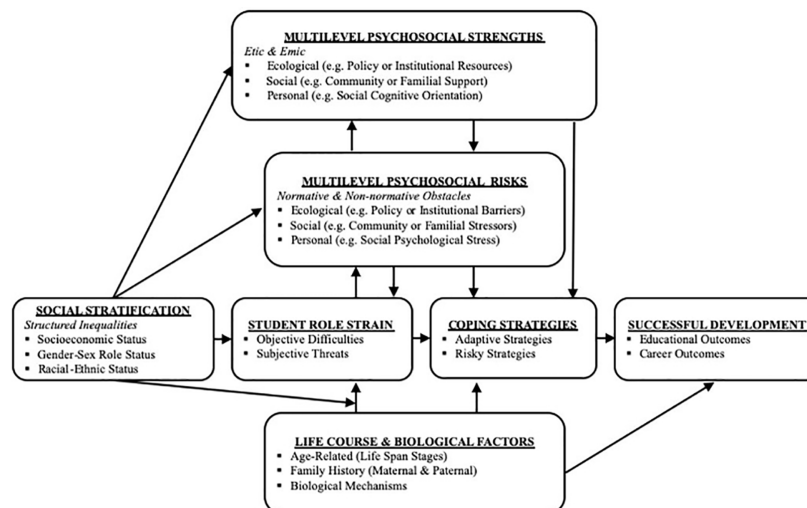 MULTILEVEL PSYCHOSOCIAL STRENGTHS
Etic & Emic
▪ Ecological (e.g. Policy or Institutional Resources)
▪ Social (e.g. Community or Familial Support)
▪ Personal (e.g. Social Cognitive Orientation)
MULTILEVEL PSYCHOSOCIAL RISKS
Normative & Non-normative Obstacles
▪ Ecological (e.g. Policy or Institutional Barriers)
▪ Social (e.g. Community or Familial Stressors)
▪ Personal (e.g. Social Psychological Stress)
SOCIAL STRATIFICATION
Structured Inequalities
▪ Socioeconomic Status
▪ Gender-Sex Role Status
▪ Racial-Ethnic Status
STUDENT ROLE STRAIN
▪ Objective Difficulties
▪ Subjective Threats
COPING STRATEGIES
▪ Adaptive Strategies
▪ Risky Strategies
SUCCESSFUL DEVELOPMENT
▪ Educational Outcomes
▪ Career Outcomes
LIFE COURSE & BIOLOGICAL FACTORS
▪ Age-Related (Life Span Stages)
▪ Family History (Maternal & Paternal)
▪ Biological Mechanisms